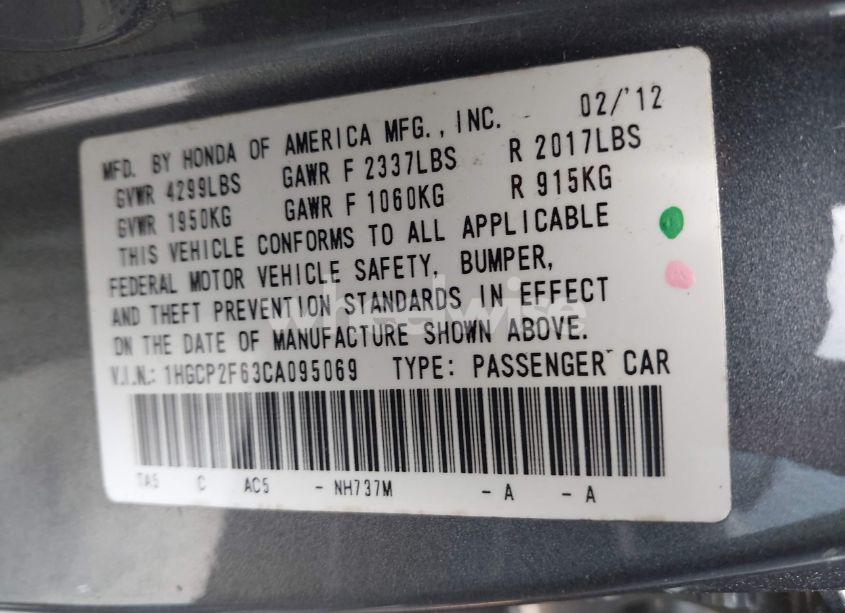 MFD. BY HONDA OF AMERICA MFG., INC. 02/'12
GVWR 4299LBS GAWR F 2337LBS R 2017LBS
GVWR 1950KG GAWR F 1060KG R 915KG
THIS VEHICLE CONFORMS TO ALL APPLICABLE
FEDERAL MOTOR VEHICLE SAFETY, BUMPER,
AND THEFT PREVENTION STANDARDS IN EFFECT
ON THE DATE OF MANUFACTURE SHOWN ABOVE.
V.I.N.: 1HGCP2F63CA095069 TYPE: PASSENGER CAR
TA5 C AC5 - NH737M - A - A
wheelwise